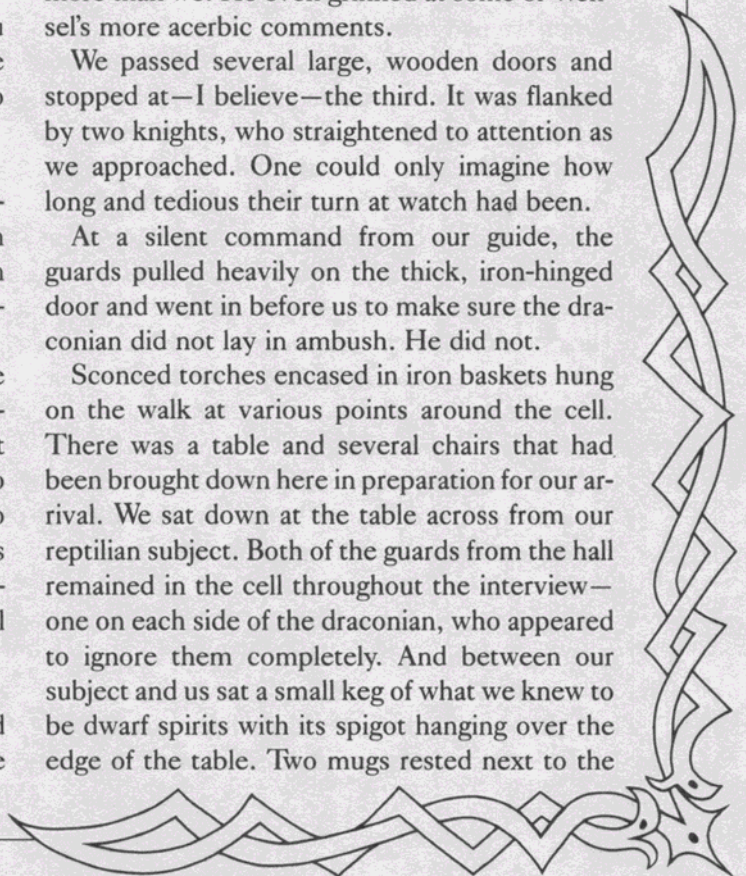 sel's more acerbic comments.
We passed several large, wooden doors and
stopped at—I believe—the third. It was flanked
by two knights, who straightened to attention as
we approached. One could only imagine how
long and tedious their turn at watch had been.
At a silent command from our guide, the
guards pulled heavily on the thick, iron-hinged
door and went in before us to make sure the dra-
conian did not lay in ambush. He did not.
Sconced torches encased in iron baskets hung
on the walk at various points around the cell.
There was a table and several chairs that had
been brought down here in preparation for our ar-
rival. We sat down at the table across from our
reptilian subject. Both of the guards from the hall
remained in the cell throughout the interview—
one on each side of the draconian, who appeared
to ignore them completely. And between our
subject and us sat a small keg of what we knew to
be dwarf spirits with its spigot hanging over the
edge of the table. Two mugs rested next to the